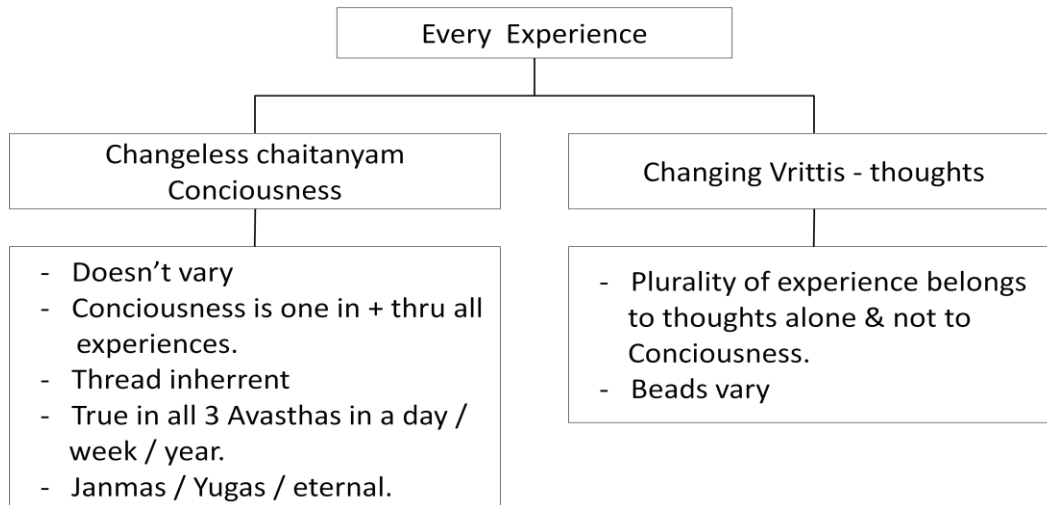 Every Experience
Changeless chaitanyam
Conciousness
Changing Vrittis - thoughts
- Doesn’t vary
- Conciousness is one in + thru all
experiences.
- Thread inherrent
- True in all 3 Avasthas in a day /
week / year.
- Janmas / Yugas / eternal.
- Plurality of experience belongs
to thoughts alone & not to
Conciousness.
- Beads vary